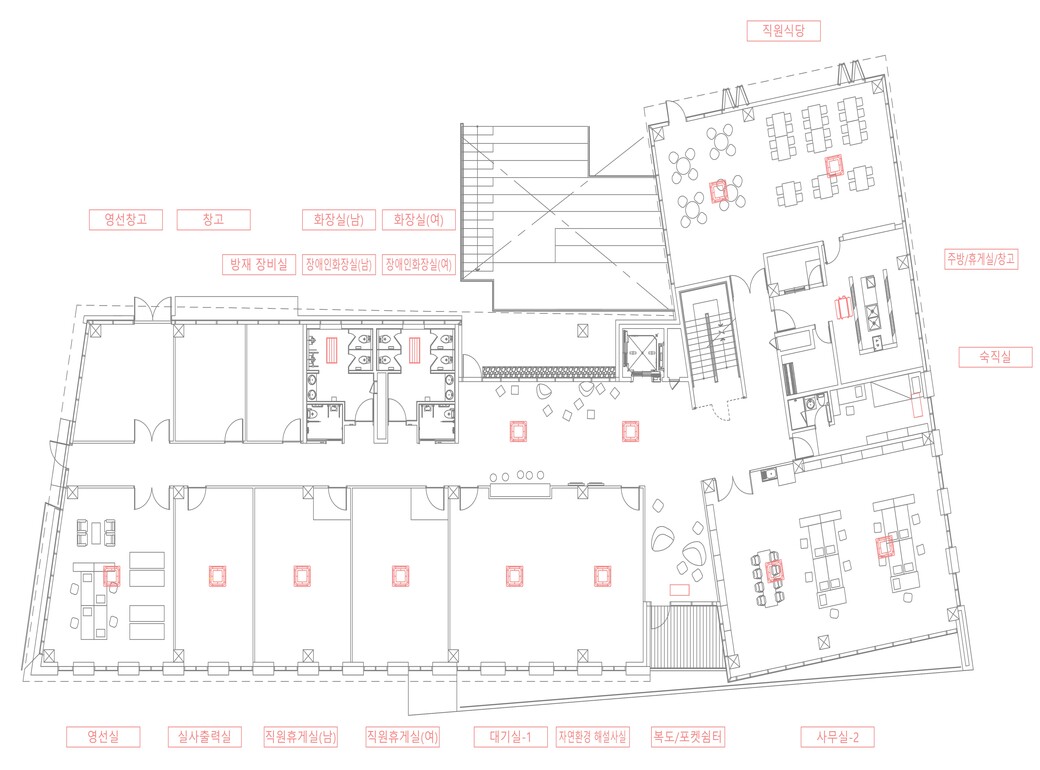 직원식당
영선창고
창고
화장실(남)
화장실(여)
방재 장비실
장애인화장실(남)
장애인화장실(여)
주방/휴게실/창고
숙직실
영선실
실사출력실
직원휴게실(남)
직원휴게실(여)
대기실-1
자연환경 해설사실
복도/포켓쉼터
사무실-2